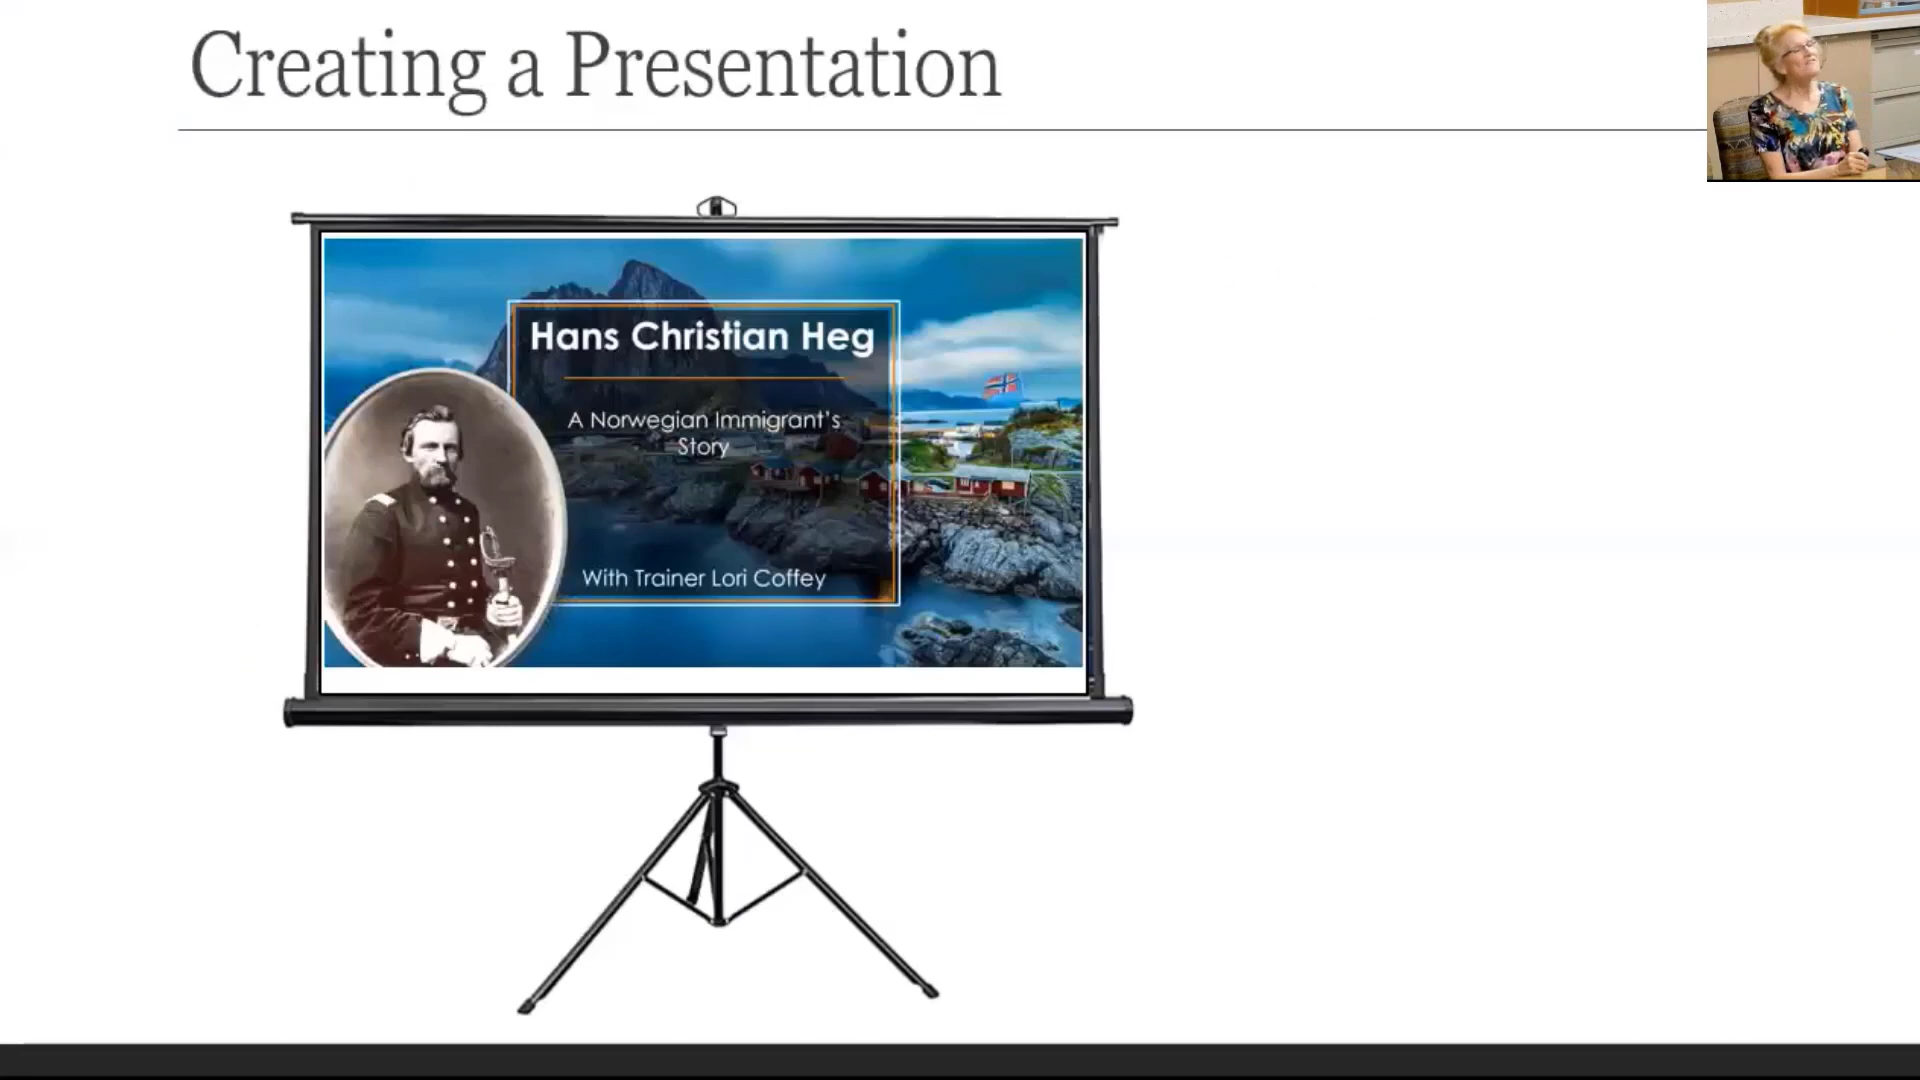 Creating a Presentation
Hans Christian Heg
A Norwegian Immigrant's
Story
With Trainer Lori Coffey